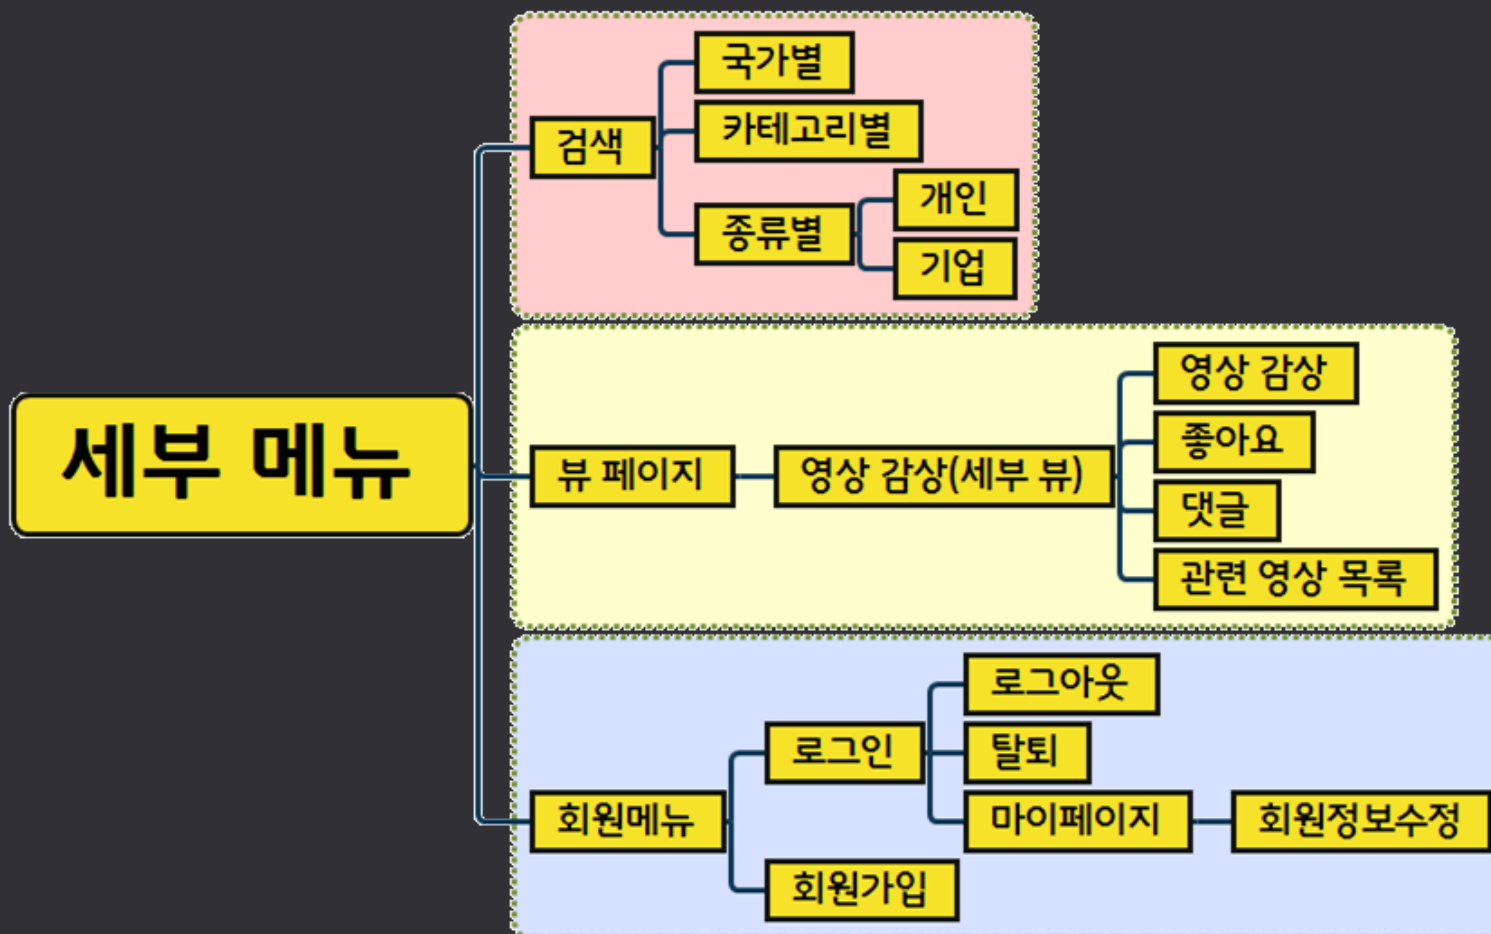 세부 메뉴
검색
국가별
카테고리별
종류별
개인
기업
뷰 페이지
영상 감상(세부 뷰)
영상 감상
좋아요
댓글
관련 영상 목록
회원메뉴
로그인
로그아웃
탈퇴
마이페이지
회원정보수정
회원가입